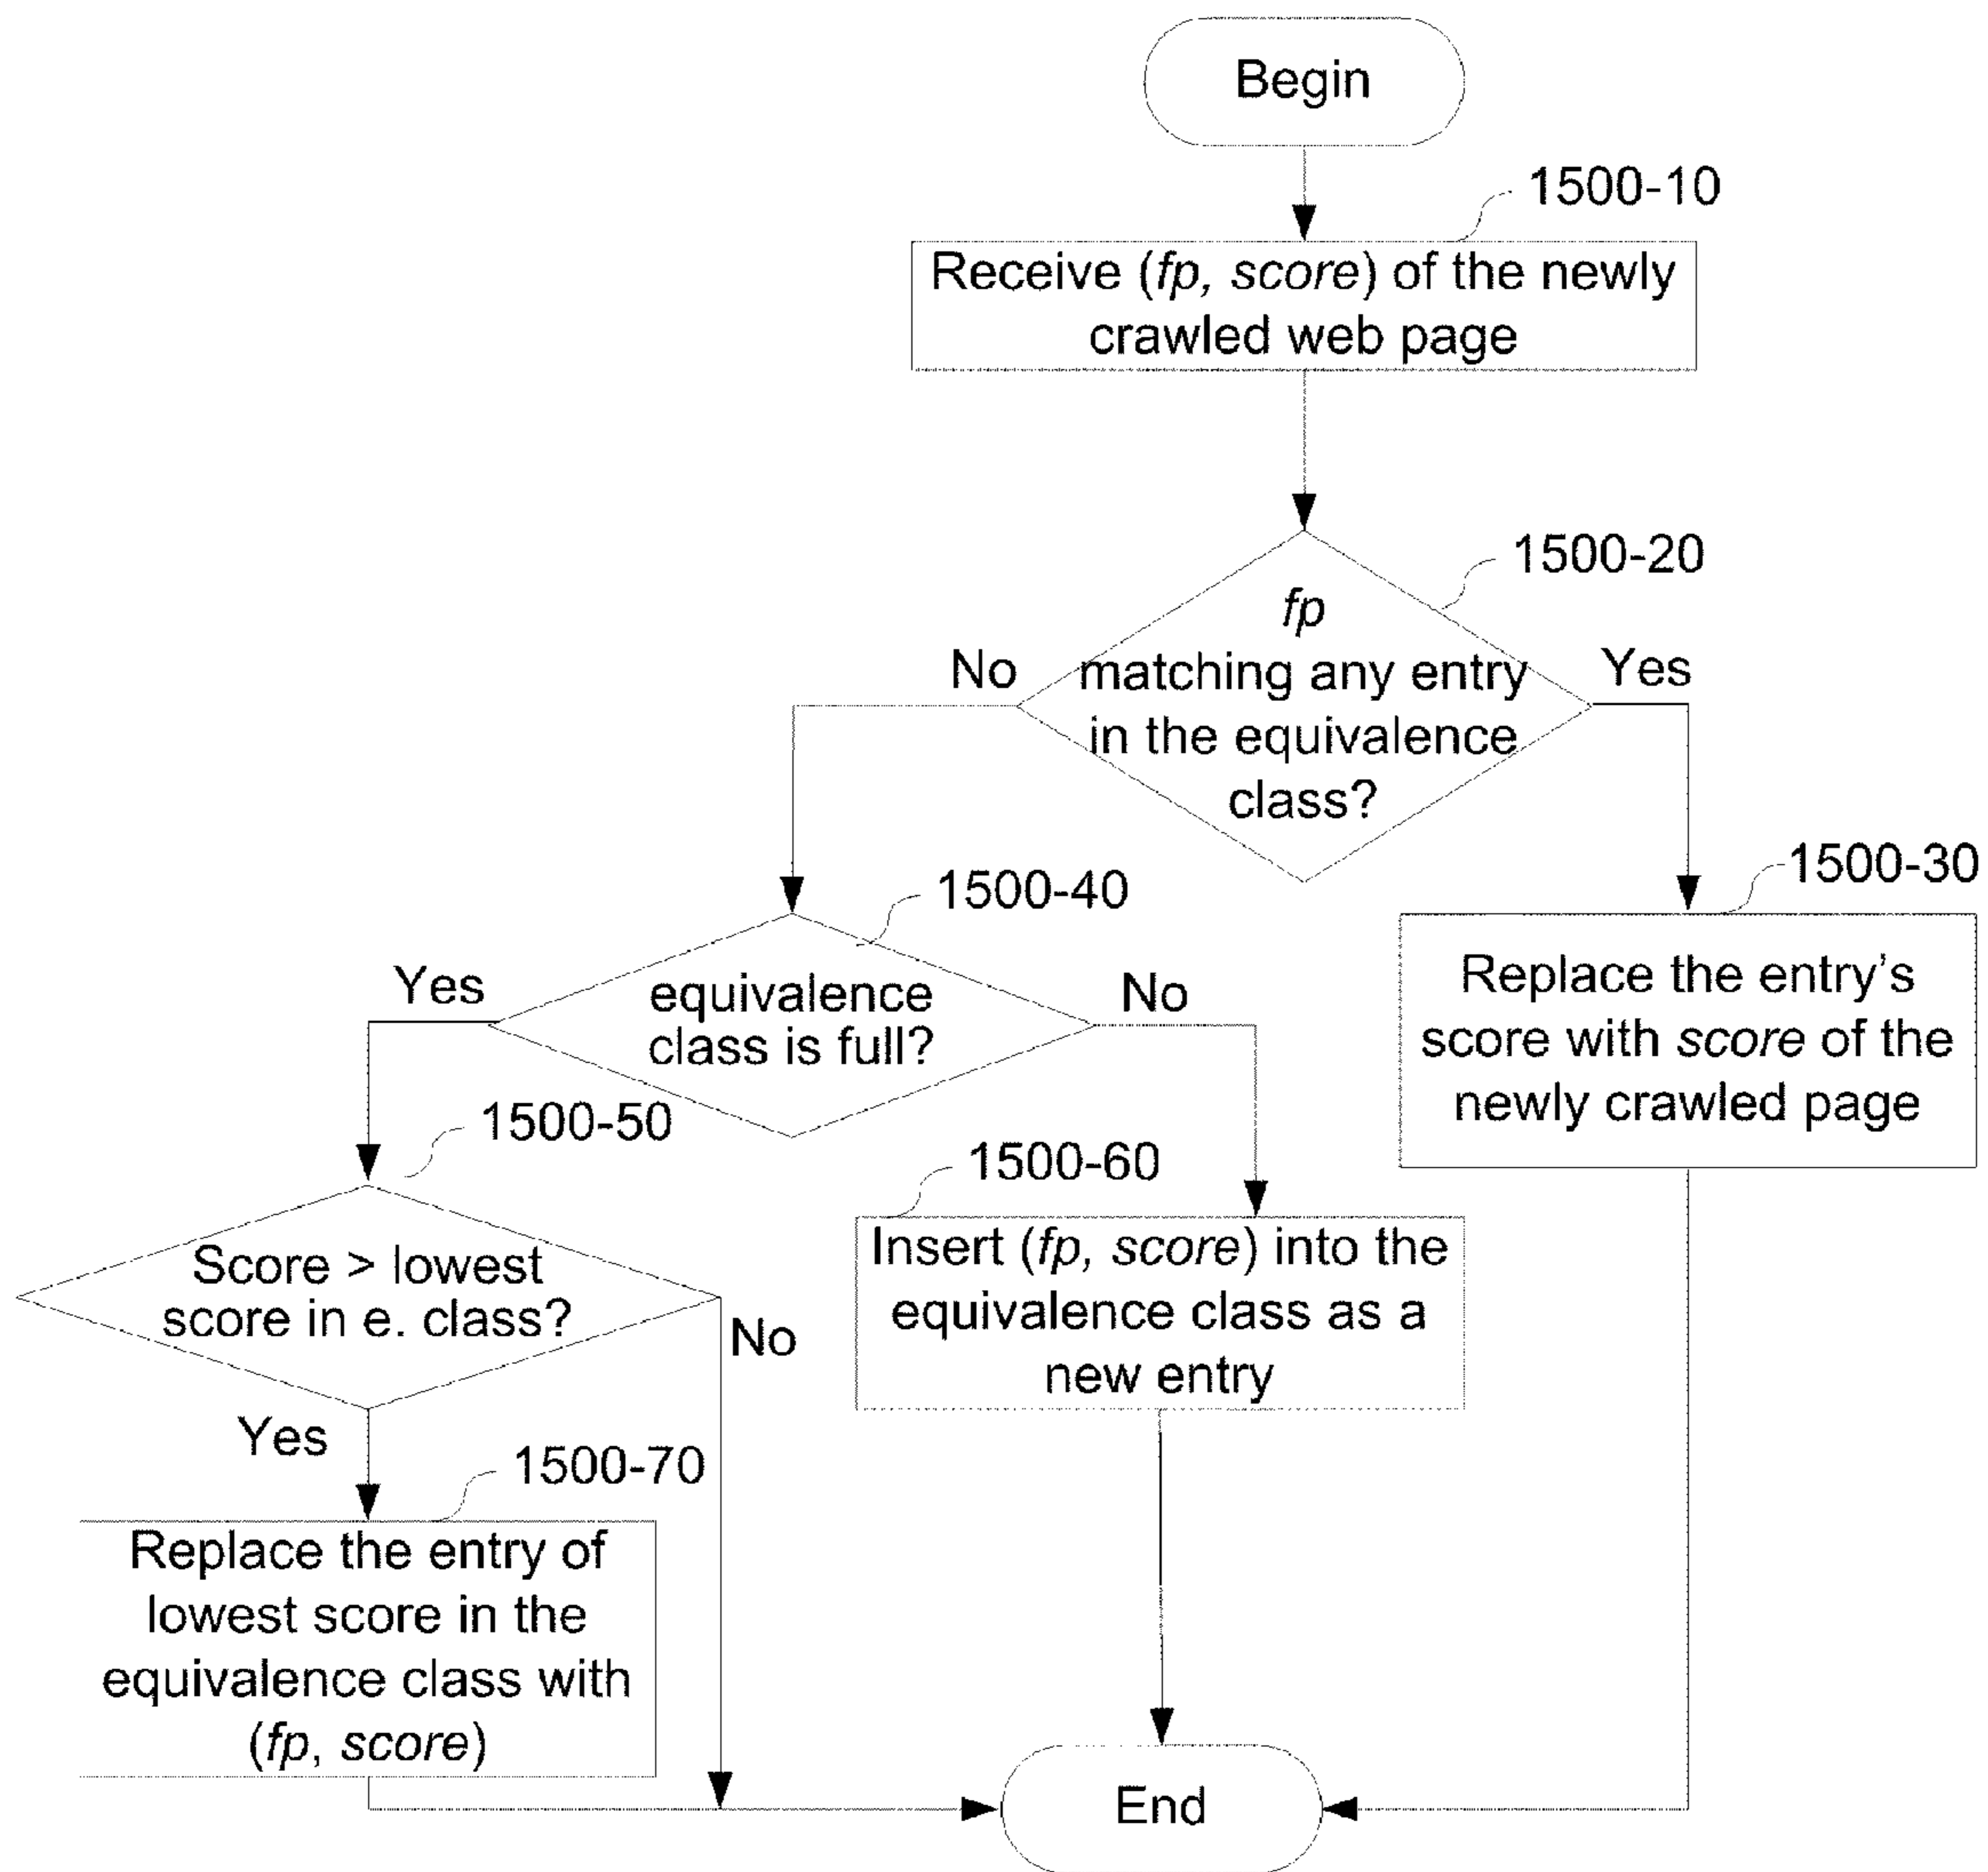 Begin
1500-10
Receive (fp, score) of the newly
crawled web page
1500-20
fp
matching any entry
in the equivalence
class?
No
Yes
1500-30
Replace the entry’s
score with score of the
newly crawled page
1500-40
equivalence
class is full?
Yes
No
1500-50
Score > lowest
score in e. class?
No
Yes
1500-60
Insert (fp, score) into the
equivalence class as a
new entry
1500-70
Replace the entry of
lowest score in the
equivalence class with
(fp, score)
End